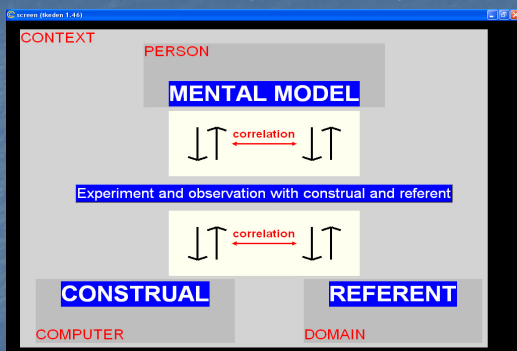 screen (tkeden 1.46)
CONTEXT
PERSON
MENTAL MODEL
correlation
Experiment and observation with construal and referent
correlation
CONSTRUAL
REFERENT
COMPUTER
DOMAIN